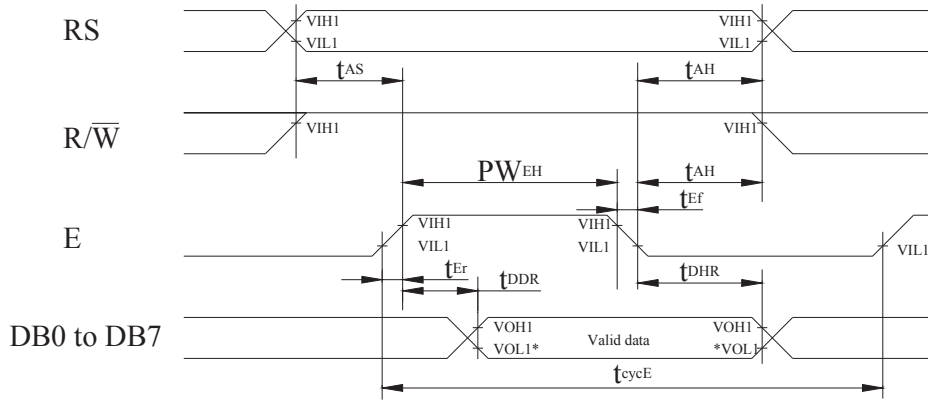 RS VIH1 VIL1 VIH1 VIL1
tAS tAH
R/W̅ VIH1 VIH1
PWEH tAH
tEf
E VIH1 VIL1 VIH1 VIL1 VIL1
tEr tDDR tDHR
DB0 to DB7 VOH1 VOL1* Valid data VOH1 *VOL1
tcycE